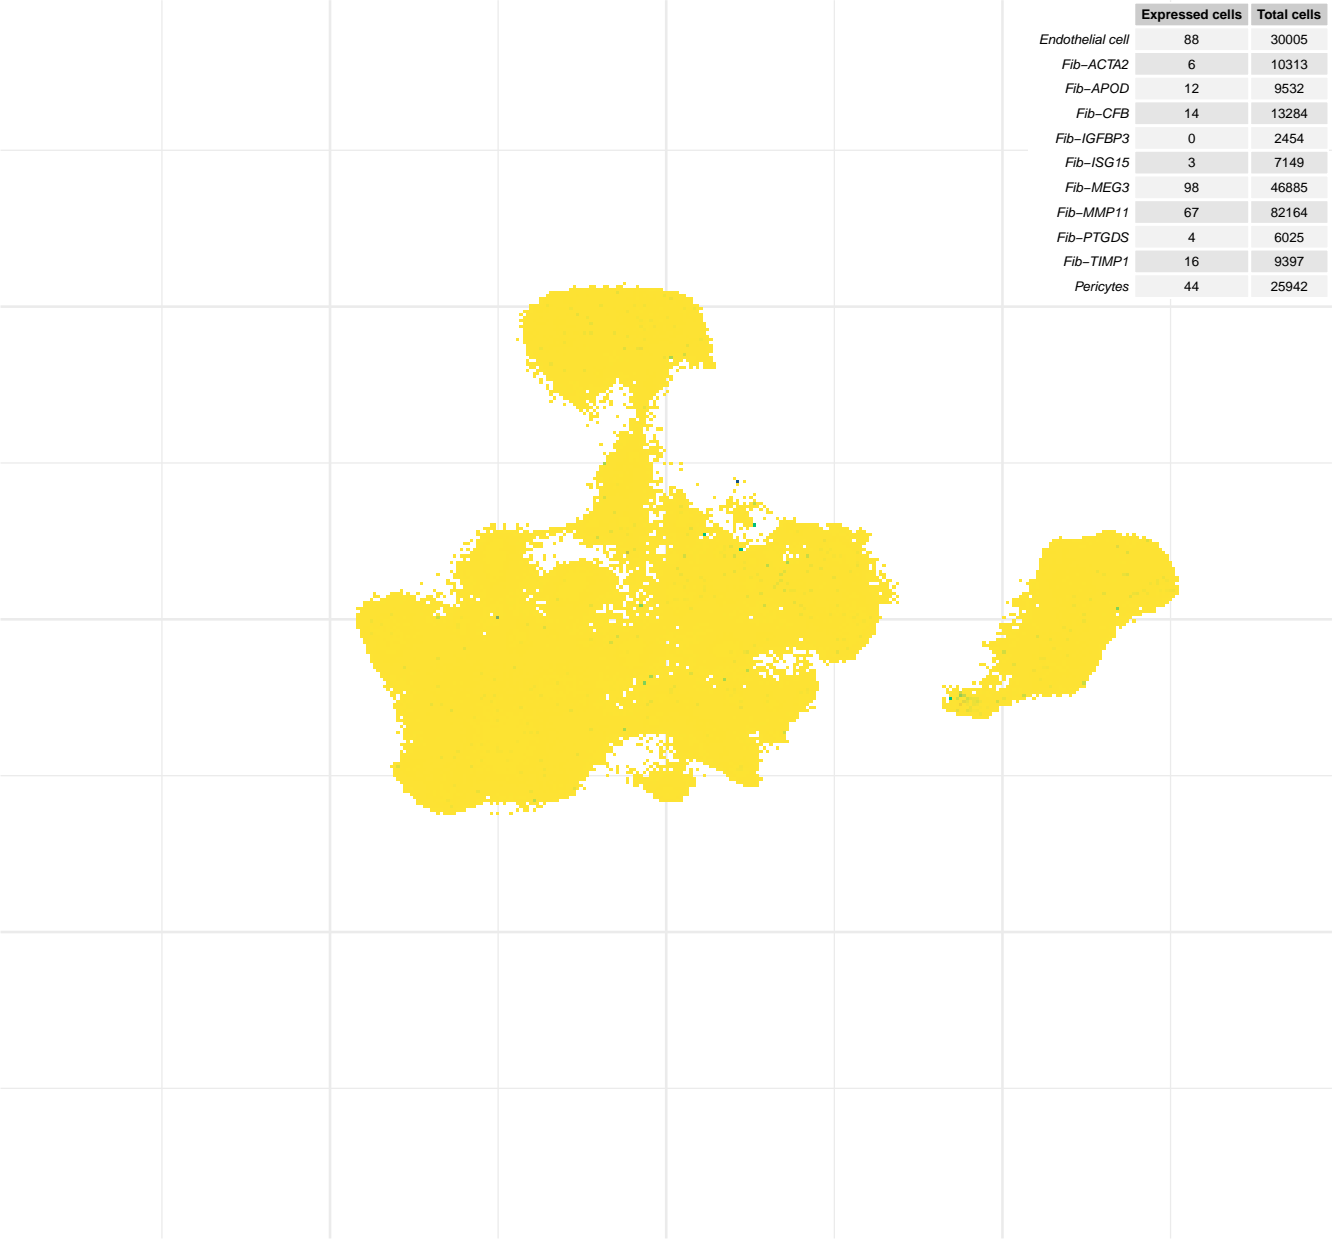 Expressed cells Total cells
Endothelial cell 88 30005
Fib−ACTA2 6 10313
Fib−APOD 12 9532
Fib−CFB 14 13284
Fib−IGFBP3 0 2454
Fib−ISG15 3 7149
Fib−MEG3 98 46885
Fib−MMP11 67 82164
Fib−PTGDS 4 6025
Fib−TIMP1 16 9397
Pericytes 44 25942